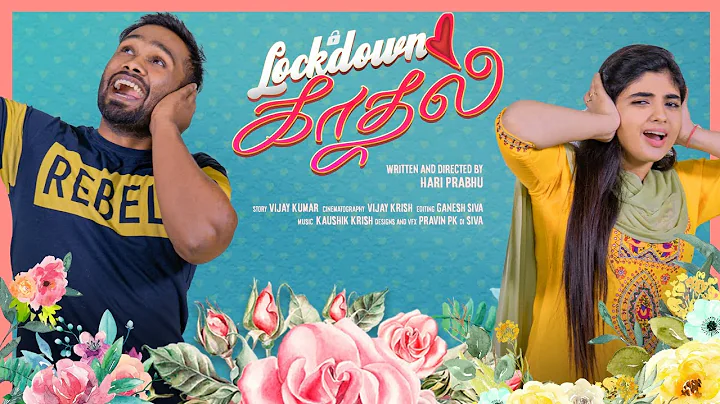 Lockdown
காதல்
WRITTEN AND DIRECTED BY
HARI PRABHU
STORY VIJAY KUMAR CINEMATOGRAPHY VIJAY KRISH EDITING GANESH SIVA
MUSIC KAUSHIK KRISH DESIGNS AND VFX PRAVIN PK DI SIVA
REBEL